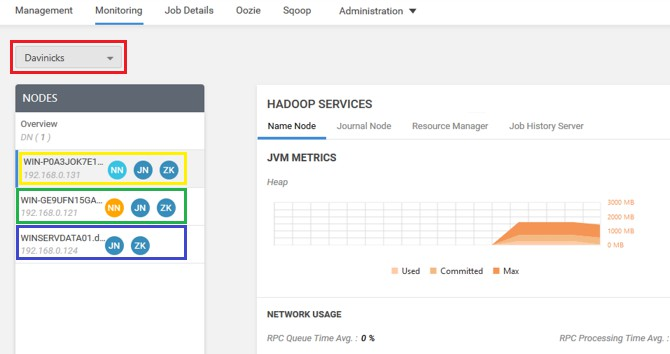 Management Monitoring Job Details Oozie Sqoop Administration
Davinicks
NODES
Overview
DN ( 1 )
WIN-P0A3JOK7E1...
192.168.0.131
NN JN ZK
WIN-GE9UFN15GA...
192.168.0.121
NN JN ZK
WINSERVDATA01.d...
192.168.0.124
JN ZK
HADOOP SERVICES
Name Node Journal Node Resource Manager Job History Server
JVM METRICS
Heap
3000 MB
2000 MB
1000 MB
0 MB
Used Committed Max
NETWORK USAGE
RPC Queue Time Avg. : 0 % RPC Processing Time Avg. :